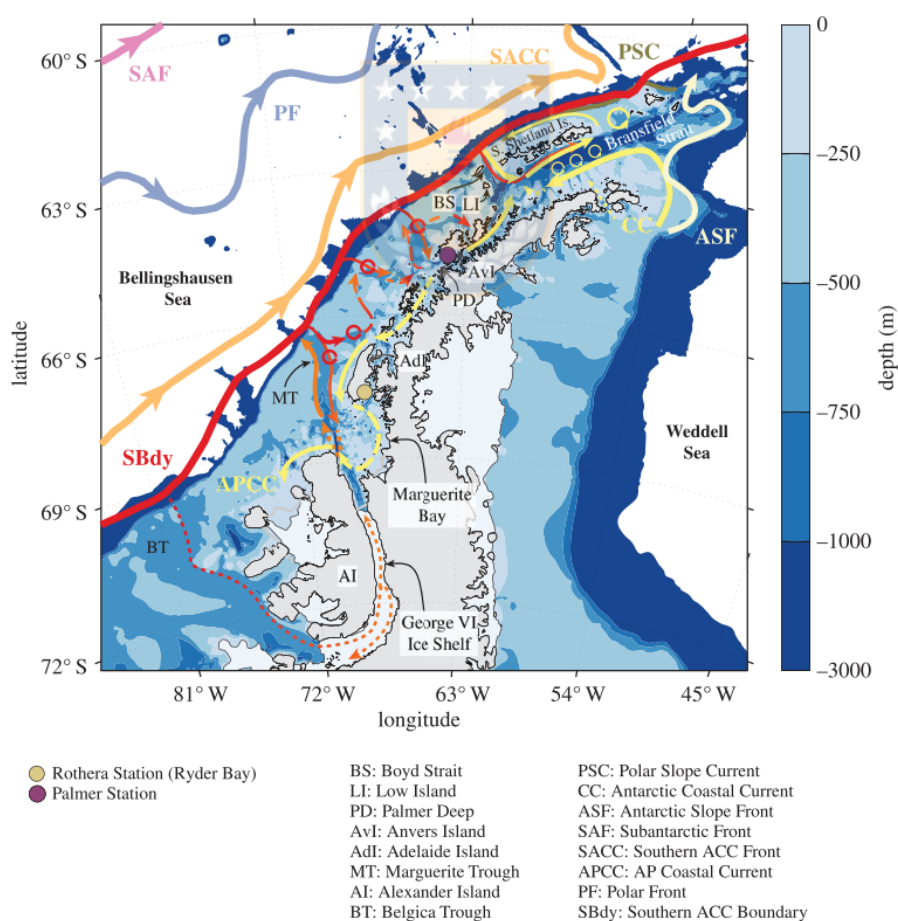 60° S
63° S
66° S
69° S
72° S
latitude
81° W
72° W
63° W
54° W
45° W
longitude
SAF
PF
SACC
PSC
S. Shetland Is.
Bransfield
Strait
BS
LI
CC
ASF
AvI
PD
Bellingshausen
Sea
AdI
MT
SBdy
APCC
Weddell
Sea
Marguerite
Bay
BT
AI
George VI
Ice Shelf
0
–250
–500
–750
–1000
–3000
depth (m)
Rothera Station (Ryder Bay)
Palmer Station
BS: Boyd Strait
LI: Low Island
PD: Palmer Deep
AvI: Anvers Island
AdI: Adelaide Island
MT: Marguerite Trough
AI: Alexander Island
BT: Belgica Trough
PSC: Polar Slope Current
CC: Antarctic Coastal Current
ASF: Antarctic Slope Front
SAF: Subantarctic Front
SACC: Southern ACC Front
APCC: AP Coastal Current
PF: Polar Front
SBdy: Southern ACC Boundary